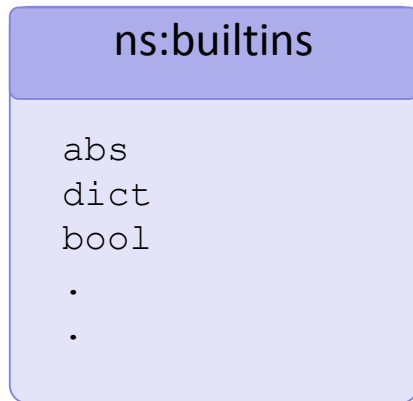 ns:builtins
abs
dict
bool
.
.